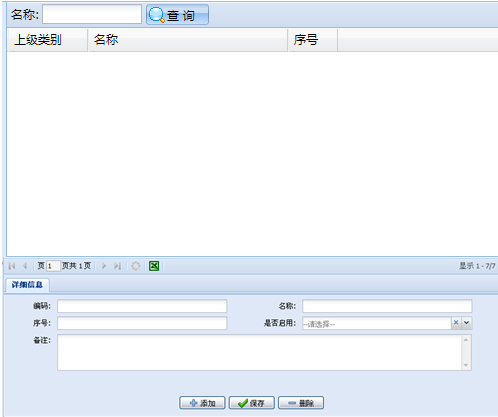 名称: 查 询
上级类别 名称 序号
页 1 页共 1 页 显示 1 - 7/7
详细信息
编码: 名称:
序号: 是否启用: --请选择--
备注:
添加 保存 删除